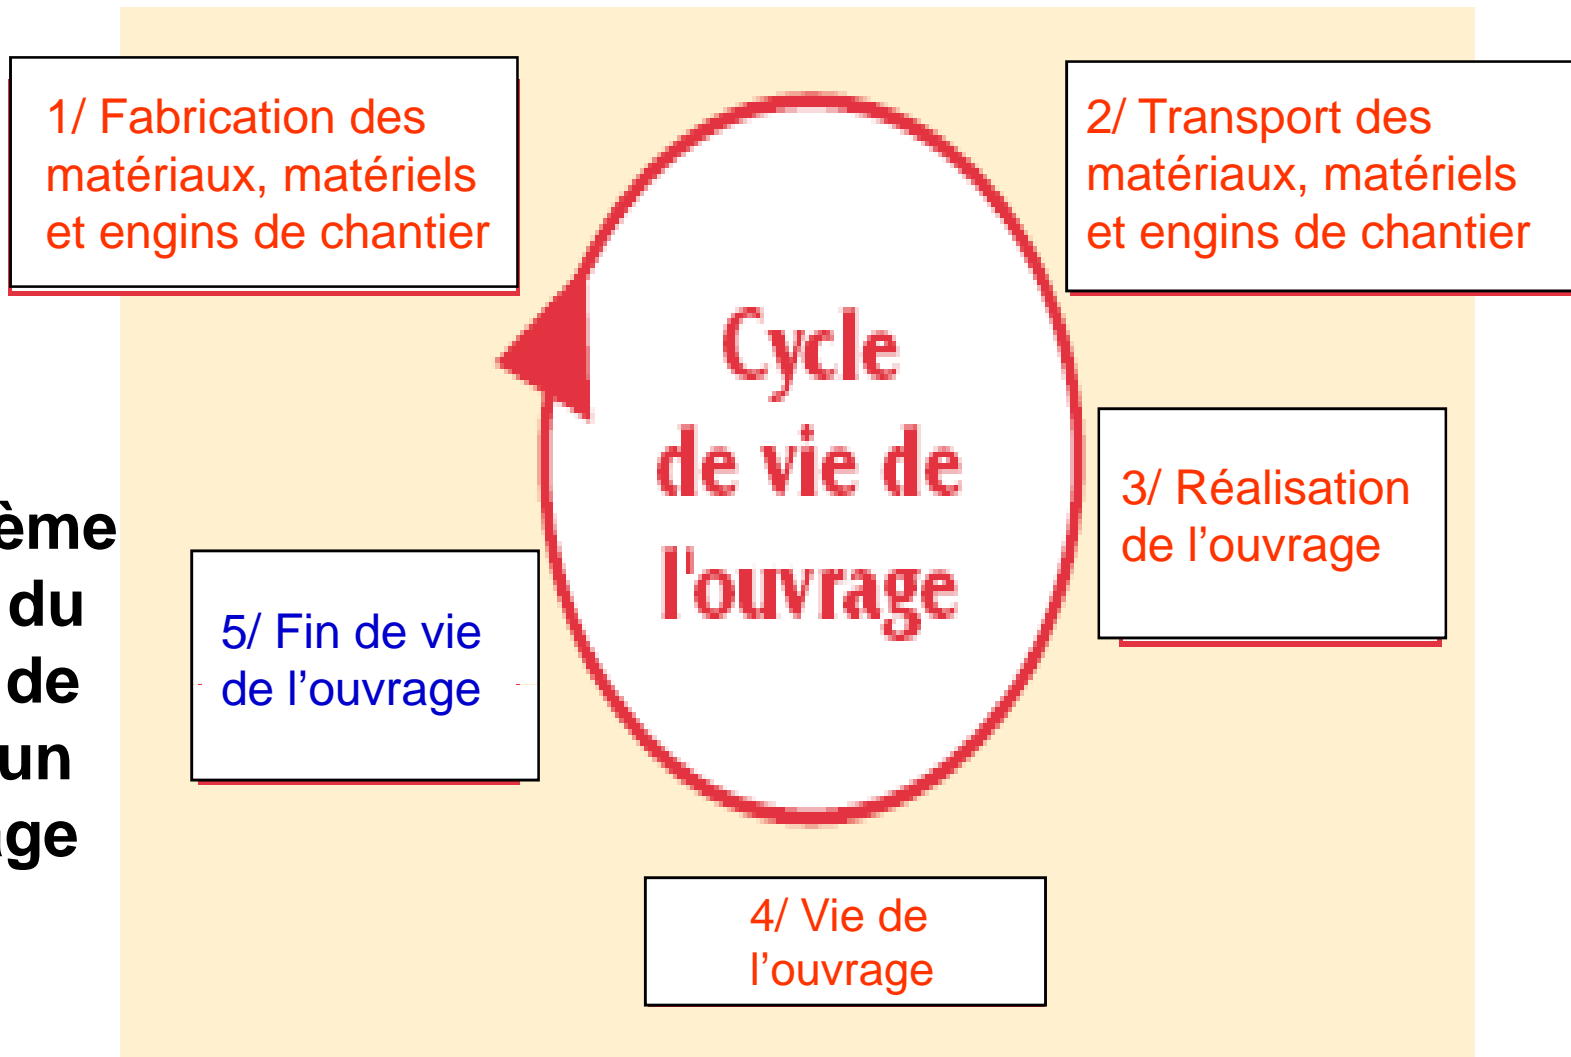 1/ Fabrication des
matériaux, matériels
et engins de chantier
2/ Transport des
matériaux, matériels
et engins de chantier
Cycle
de vie de
l'ouvrage
3/ Réalisation
de l’ouvrage
4/ Vie de
l’ouvrage
5/ Fin de vie
de l’ouvrage
ème
du
de
un
age